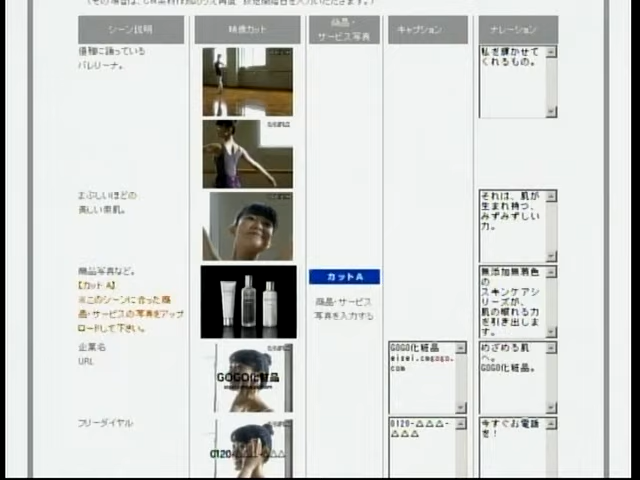 シーン説明
映像カット
商品・
サービス写真
キャプション
ナレーション
優雅に踊っている
バレリーナ。
私を輝かせて
くれるもの。
まぶしいほどの
美しい素肌。
それは、肌が
生まれ持つ、
みずみずしい
力。
商品写真など。
【カットA】
※このシーンに合った商
品・サービスの写真をアップ
ロードして下さい。
カットA
商品・サービス
写真を入力する
無添加無着色
の
スキンケアシ
リーズが、
肌の眠れる力
を引き出しま
す。
企業名
URL
GOGO化粧品
GOGO化粧品
eisei.cmgogo.
com
めざめる肌
へ。
GOGO化粧品。
フリーダイヤル
0120-△△△-△△△
0120-△△△-
△△△
今すぐお電話
を！